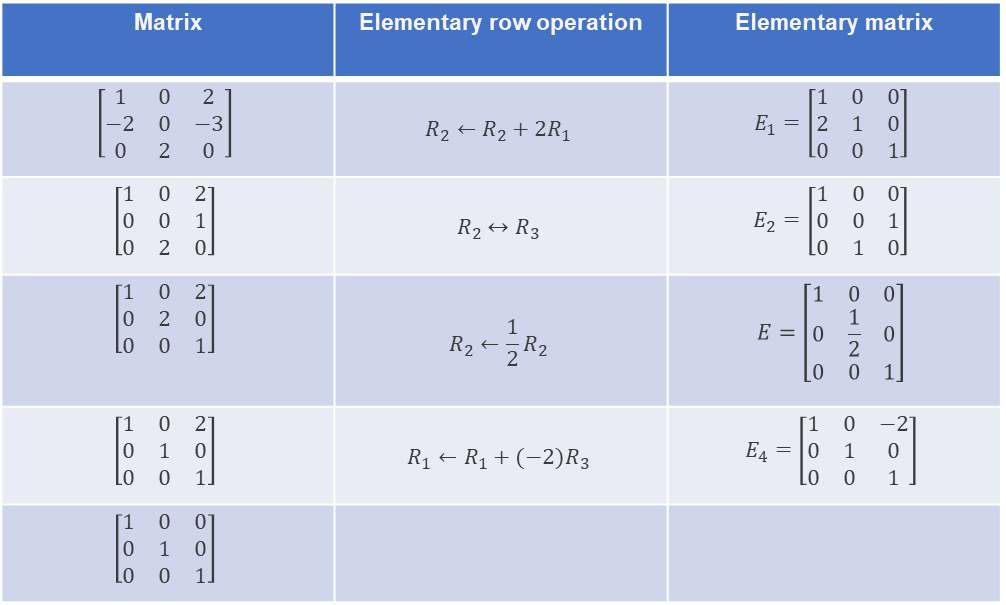 Matrix Elementary row operation Elementary matrix
[1 0 2; −2 0 −3; 0 2 0] R₂ ← R₂ + 2R₁ E₁ = [1 0 0; 2 1 0; 0 0 1]
[1 0 2; 0 0 1; 0 2 0] R₂ ↔ R₃ E₂ = [1 0 0; 0 0 1; 0 1 0]
[1 0 2; 0 2 0; 0 0 1] R₂ ← 1/2 R₂ E = [1 0 0; 0 1/2 0; 0 0 1]
[1 0 2; 0 1 0; 0 0 1] R₁ ← R₁ + (−2)R₃ E₄ = [1 0 −2; 0 1 0; 0 0 1]
[1 0 0; 0 1 0; 0 0 1]